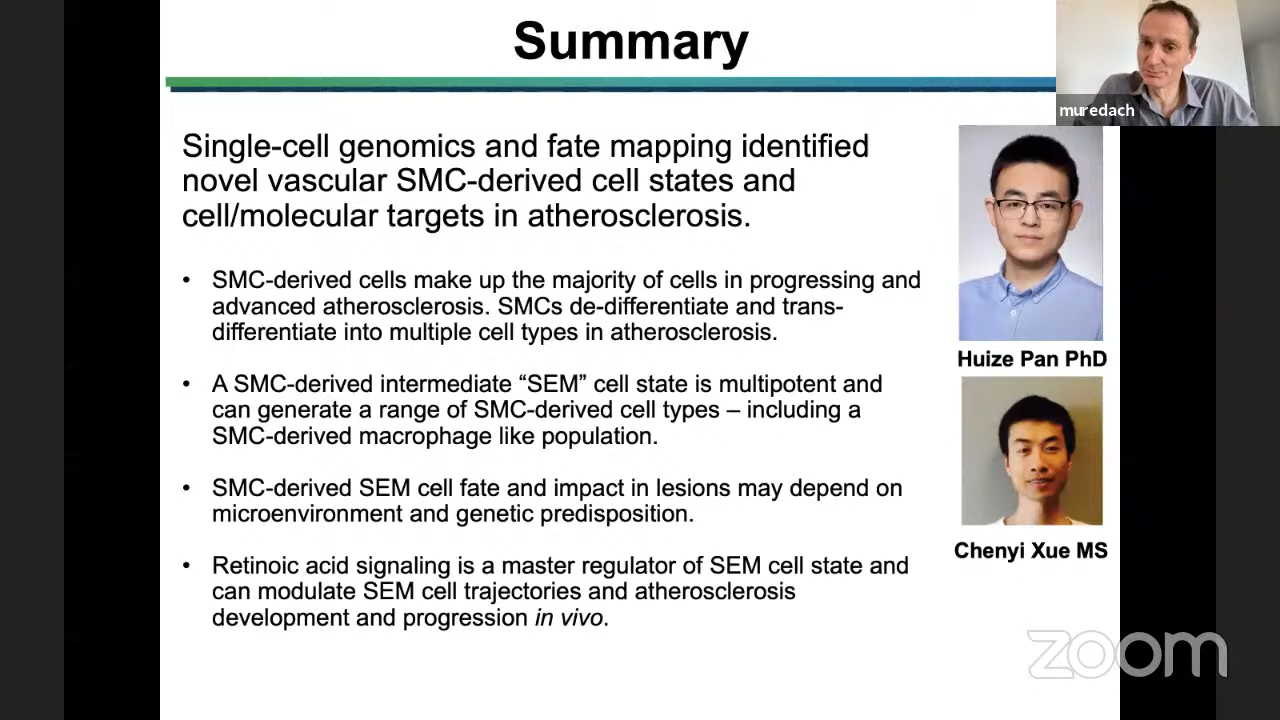 Summary
muredach
Single-cell genomics and fate mapping identified
novel vascular SMC-derived cell states and
cell/molecular targets in atherosclerosis.
• SMC-derived cells make up the majority of cells in progressing and
advanced atherosclerosis. SMCs de-differentiate and trans-
differentiate into multiple cell types in atherosclerosis.
• A SMC-derived intermediate “SEM” cell state is multipotent and
can generate a range of SMC-derived cell types – including a
SMC-derived macrophage like population.
• SMC-derived SEM cell fate and impact in lesions may depend on
microenvironment and genetic predisposition.
• Retinoic acid signaling is a master regulator of SEM cell state and
can modulate SEM cell trajectories and atherosclerosis
development and progression in vivo.
Huize Pan PhD
Chenyi Xue MS
zoom